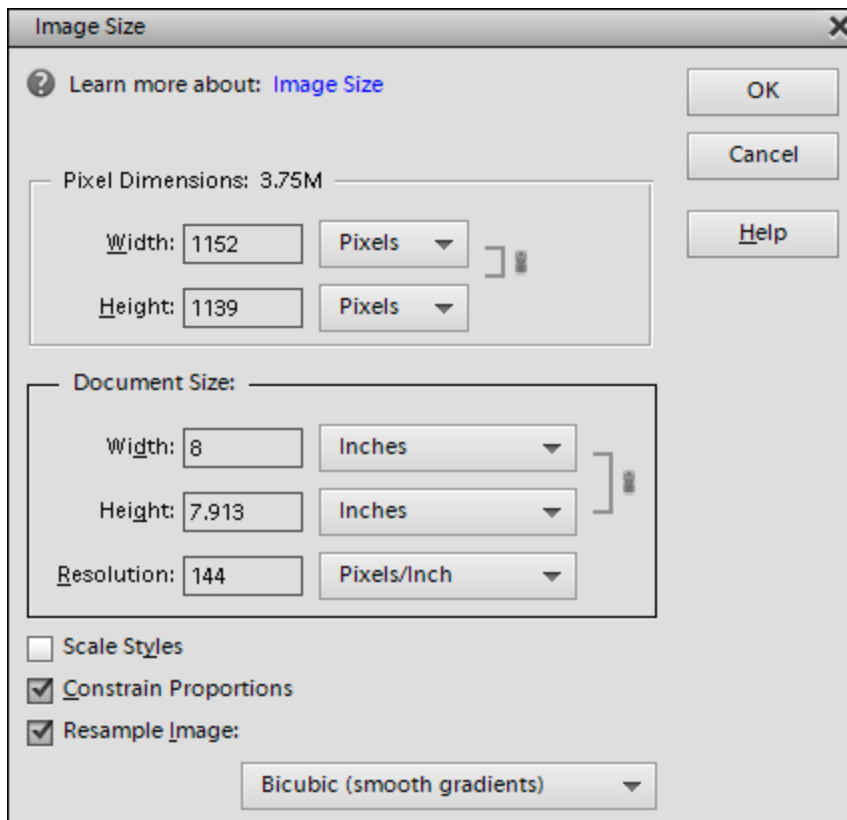 Image Size
Learn more about: Image Size
OK
Cancel
Help
Pixel Dimensions: 3.75M
Width: 1152 Pixels
Height: 1139 Pixels
Document Size:
Width: 8 Inches
Height: 7.913 Inches
Resolution: 144 Pixels/Inch
Scale Styles
Constrain Proportions
Resample Image:
Bicubic (smooth gradients)